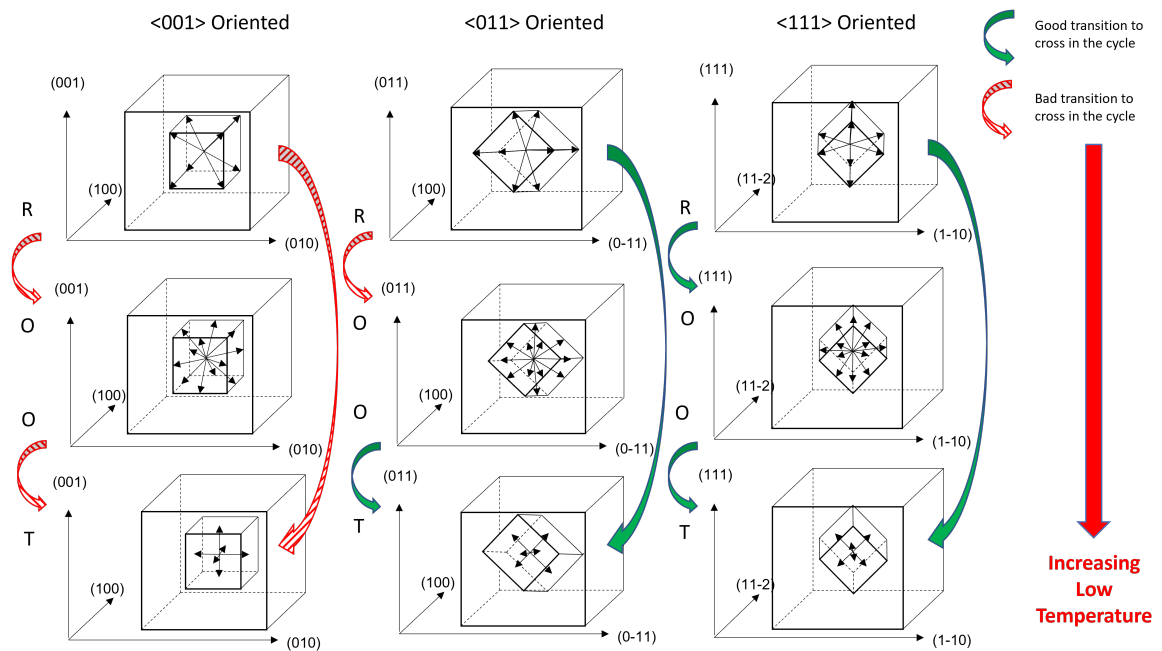 <001> Oriented
<011> Oriented
<111> Oriented
Good transition to
cross in the cycle
Bad transition to
cross in the cycle
(001)
(100)
(010)
(011)
(100)
(0-11)
(111)
(11-2)
(1-10)
R
R
R
(001)
(100)
(010)
(011)
(100)
(0-11)
(111)
(11-2)
(1-10)
O
O
O
O
O
O
(001)
(100)
(010)
(011)
(100)
(0-11)
(111)
(11-2)
(1-10)
T
T
T
Increasing
Low
Temperature